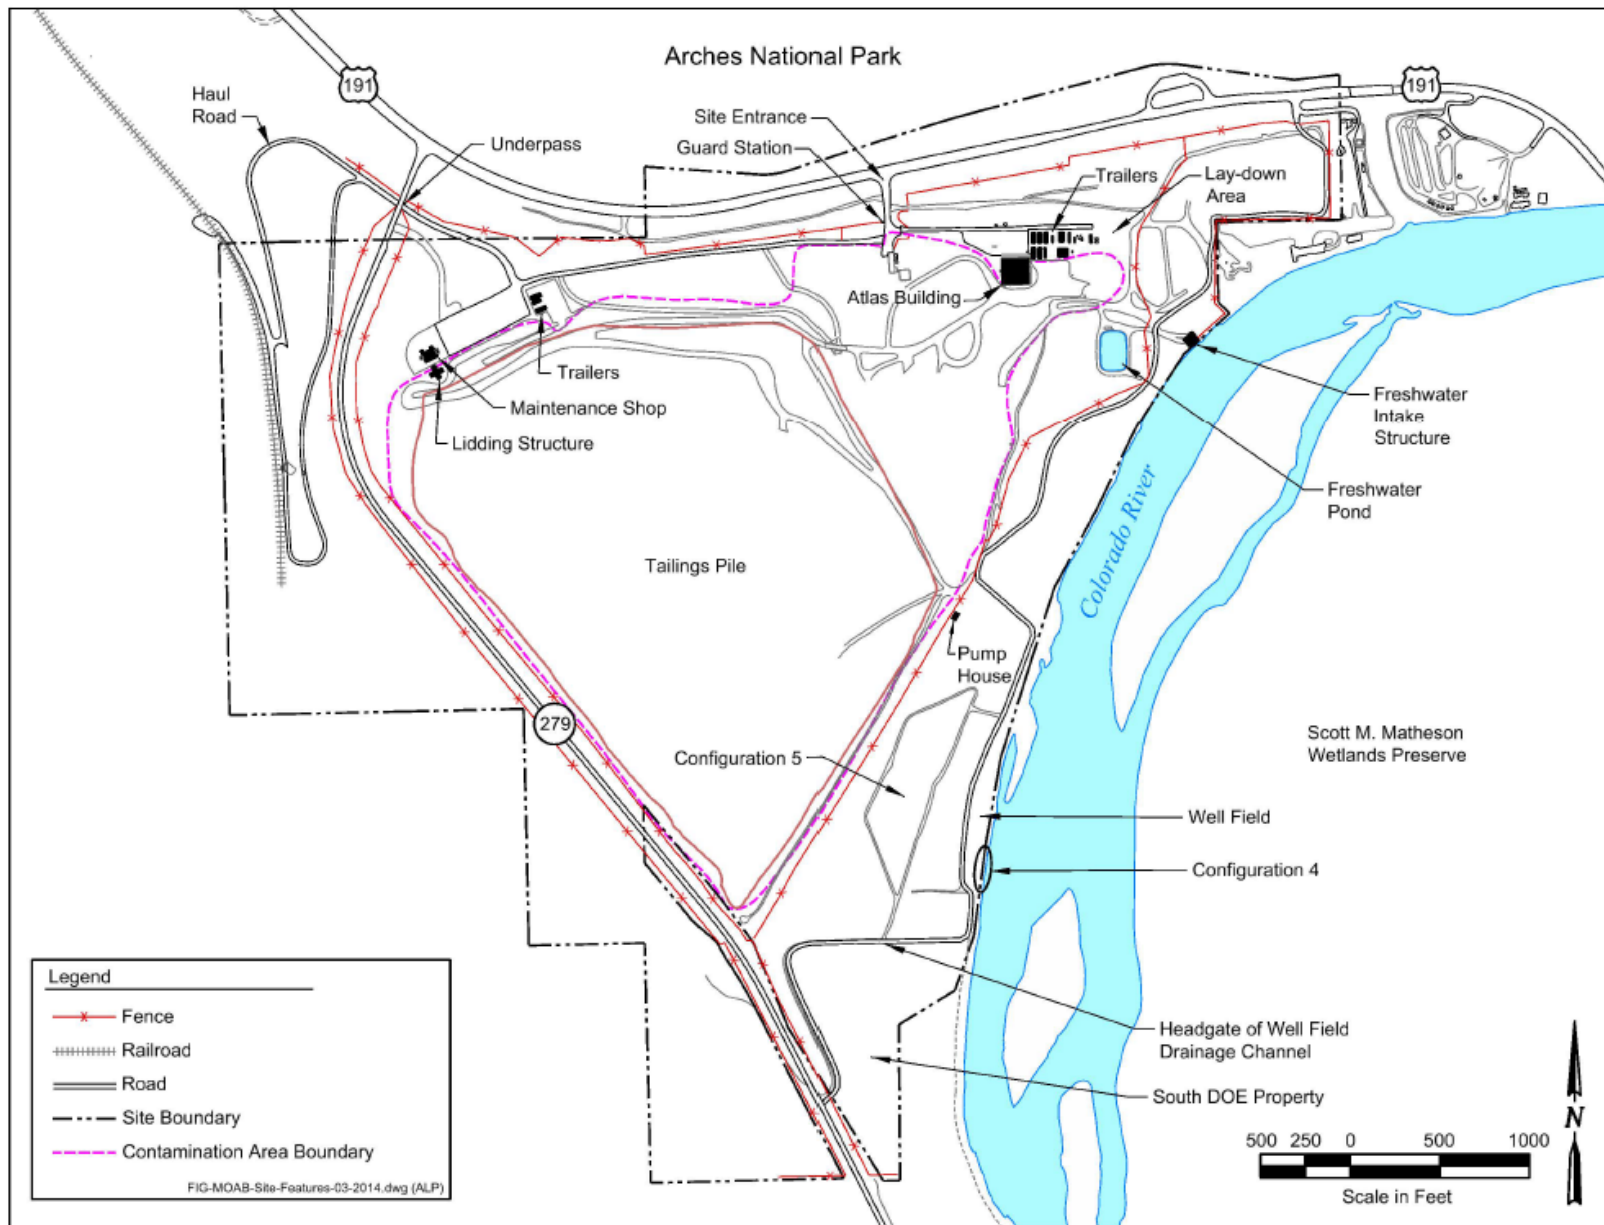 Arches National Park
191
191
Haul
Road
Underpass
Site Entrance
Guard Station
Trailers
Lay-down
Area
Atlas Building
Trailers
Maintenance Shop
Lidding Structure
Freshwater
Intake
Structure
Freshwater
Pond
Colorado River
Tailings Pile
Pump
House
279
Configuration 5
Scott M. Matheson
Wetlands Preserve
Well Field
Configuration 4
Headgate of Well Field
Drainage Channel
South DOE Property
Legend
Fence
Railroad
Road
Site Boundary
Contamination Area Boundary
FIG-MOAB-Site-Features-03-2014.dwg (ALP)
N
500 250 0 500 1000
Scale in Feet